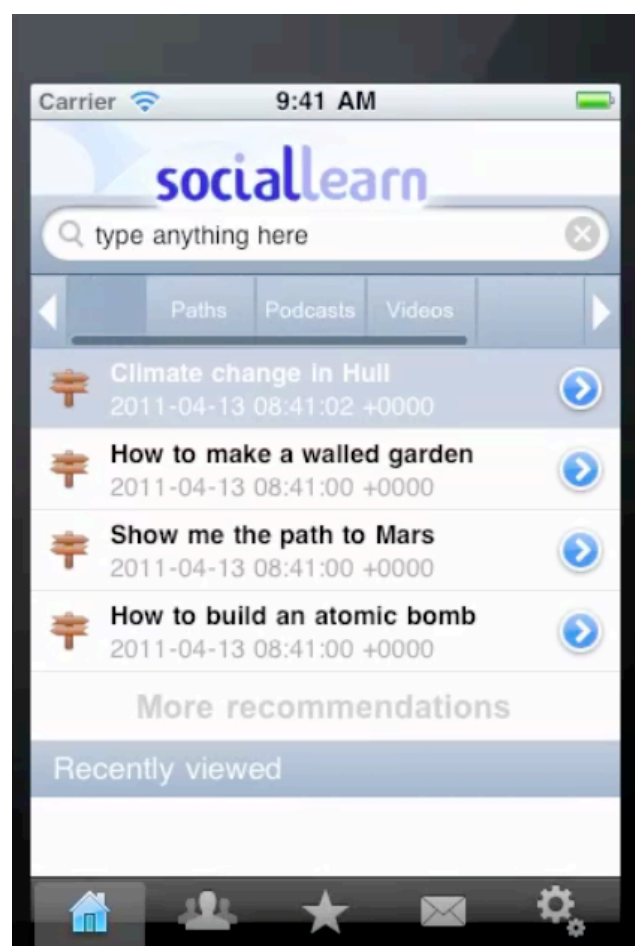 Carrier 9:41 AM
sociallearn
type anything here
Paths Podcasts Videos
Climate change in Hull
2011-04-13 08:41:02 +0000
How to make a walled garden
2011-04-13 08:41:00 +0000
Show me the path to Mars
2011-04-13 08:41:00 +0000
How to build an atomic bomb
2011-04-13 08:41:00 +0000
More recommendations
Recently viewed